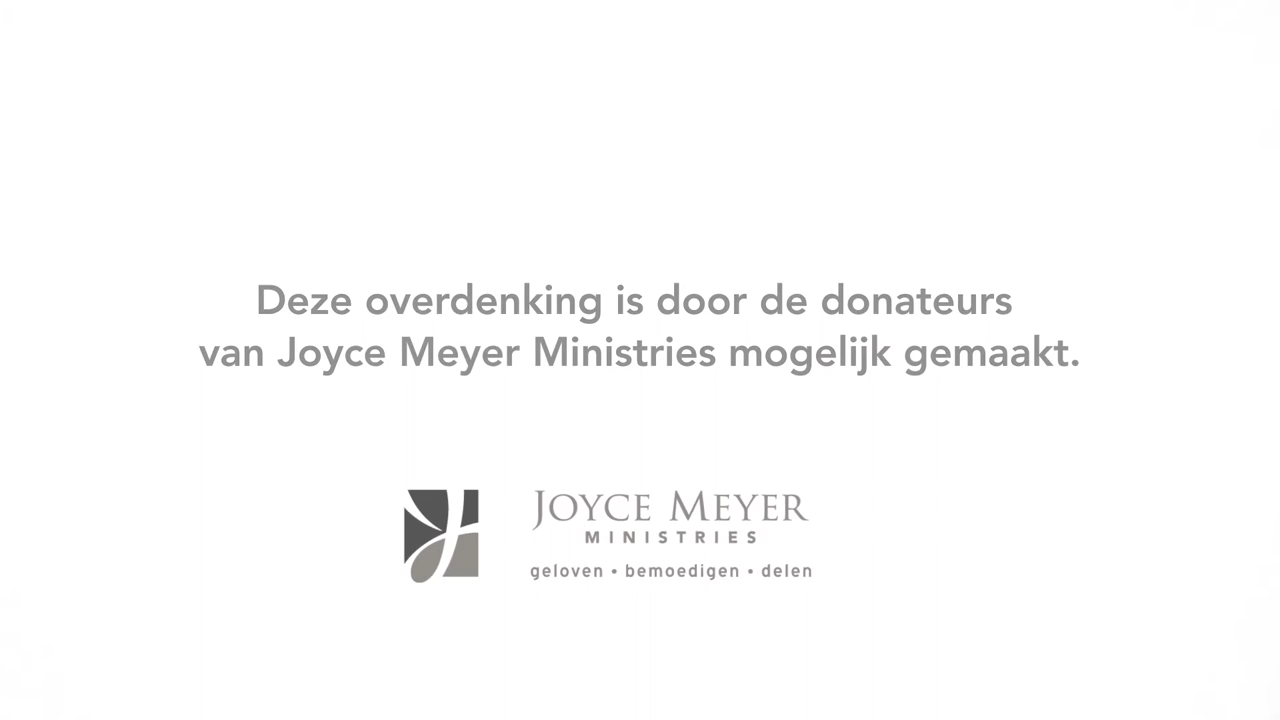 Deze overdenking is door de donateurs
van Joyce Meyer Ministries mogelijk gemaakt.
JOYCE MEYER
MINISTRIES
geloven • bemoedigen • delen